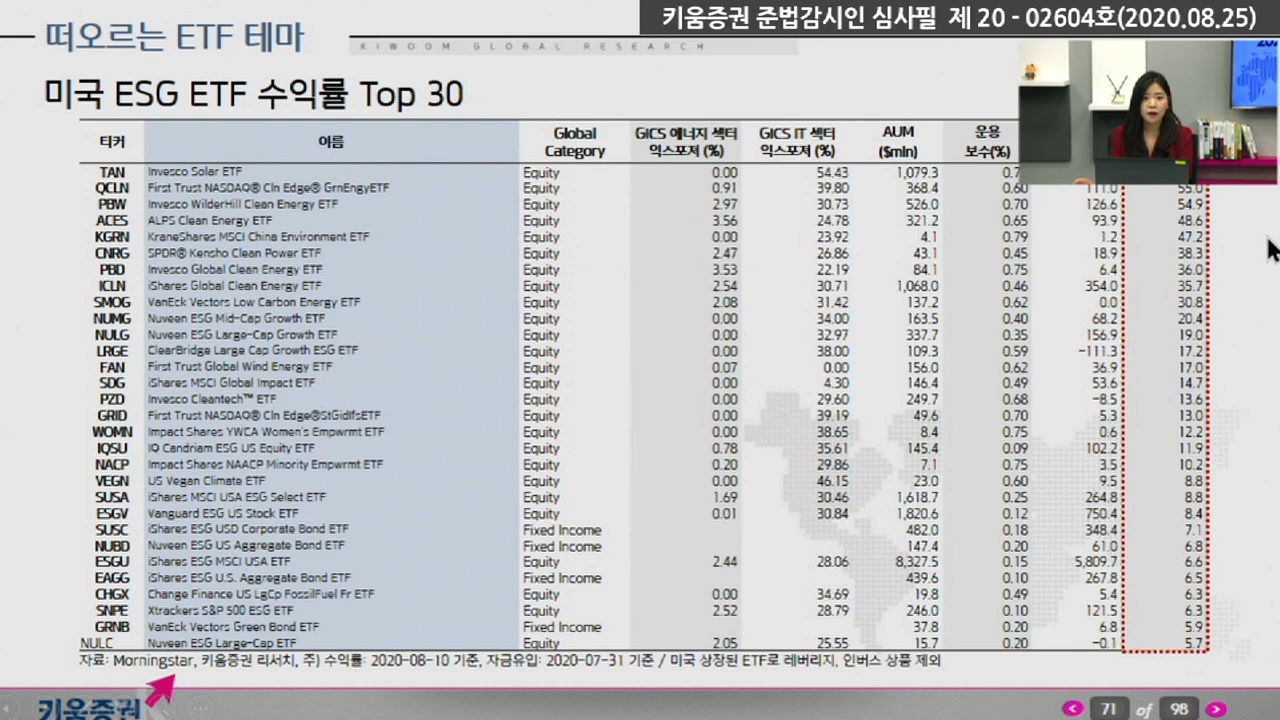 키움증권 준법감시인 심사필 제 20 - 02604호(2020.08.25)
떠오르는 ETF 테마
KIWOOM GLOBAL RESEARCH
미국 ESG ETF 수익률 Top 30
티커 이름 Global Category GICS 에너지 섹터 익스포져 (%) GICS IT 섹터 익스포져 (%) AUM ($mln) 운용 보수(%)
TAN Invesco Solar ETF Equity 0.00 54.43 1,079.3
QCLN First Trust NASDAQ® Cln Edge® GrnEngyETF Equity 0.91 39.80 368.4 0.60 111.0 55.0
PBW Invesco WilderHill Clean Energy ETF Equity 2.97 30.73 526.0 0.70 126.6 54.9
ACES ALPS Clean Energy ETF Equity 3.56 24.78 321.2 0.65 93.9 48.6
KGRN KraneShares MSCI China Environment ETF Equity 0.00 23.92 4.1 0.79 1.2 47.2
CNRG SPDR® Kensho Clean Power ETF Equity 2.47 26.86 43.1 0.45 18.9 38.3
PBD Invesco Global Clean Energy ETF Equity 3.53 22.19 84.1 0.75 6.4 36.0
ICLN iShares Global Clean Energy ETF Equity 2.54 30.71 1,068.0 0.46 354.0 35.7
SMOG VanEck Vectors Low Carbon Energy ETF Equity 2.08 31.42 137.2 0.62 0.0 30.8
NUMG Nuveen ESG Mid-Cap Growth ETF Equity 0.00 34.00 163.5 0.40 68.2 20.4
NULG Nuveen ESG Large-Cap Growth ETF Equity 0.00 32.97 337.7 0.35 156.9 19.0
LRGE ClearBridge Large Cap Growth ESG ETF Equity 0.00 38.00 109.3 0.59 -111.3 17.2
FAN First Trust Global Wind Energy ETF Equity 0.07 0.00 156.0 0.62 36.9 17.0
SDG iShares MSCI Global Impact ETF Equity 0.00 4.30 146.4 0.49 53.6 14.7
PZD Invesco Cleantech™ ETF Equity 0.00 29.60 249.7 0.68 -8.5 13.6
GRID First Trust NASDAQ® Cln Edge®StGidIfsETF Equity 0.00 39.19 49.6 0.70 5.3 13.0
WOMN Impact Shares YWCA Women's Empwrmt ETF Equity 0.00 38.65 8.4 0.75 0.6 12.2
IQSU IQ Candriam ESG US Equity ETF Equity 0.78 35.61 145.4 0.09 102.2 11.9
NACP Impact Shares NAACP Minority Empwrmt ETF Equity 0.20 29.86 7.1 0.75 3.5 10.2
VEGN US Vegan Climate ETF Equity 0.00 46.15 23.0 0.60 9.5 8.8
SUSA iShares MSCI USA ESG Select ETF Equity 1.69 30.46 1,618.7 0.25 264.8 8.8
ESGV Vanguard ESG US Stock ETF Equity 0.01 30.84 1,820.6 0.12 750.4 8.4
SUSC iShares ESG USD Corporate Bond ETF Fixed Income 482.0 0.18 348.4 7.1
NUBD Nuveen ESG US Aggregate Bond ETF Fixed Income 147.4 0.20 61.0 6.8
ESGU iShares ESG MSCI USA ETF Equity 2.44 28.06 8,327.5 0.15 5,809.7 6.6
EAGG iShares ESG U.S. Aggregate Bond ETF Fixed Income 439.6 0.10 267.8 6.5
CHGX Change Finance US LgCp FossilFuel Fr ETF Equity 0.00 34.69 19.8 0.49 5.4 6.3
SNPE Xtrackers S&P 500 ESG ETF Equity 2.52 28.79 246.0 0.10 121.5 6.3
GRNB VanEck Vectors Green Bond ETF Fixed Income 37.8 0.20 6.8 5.9
NULC Nuveen ESG Large-Cap ETF Equity 2.05 25.55 15.7 0.20 -0.1 5.7
자료: Morningstar, 키움증권 리서치, 주) 수익률: 2020-08-10 기준, 자금유입: 2020-07-31 기준 / 미국 상장된 ETF로 레버리지, 인버스 상품 제외
키움증권
71 of 98